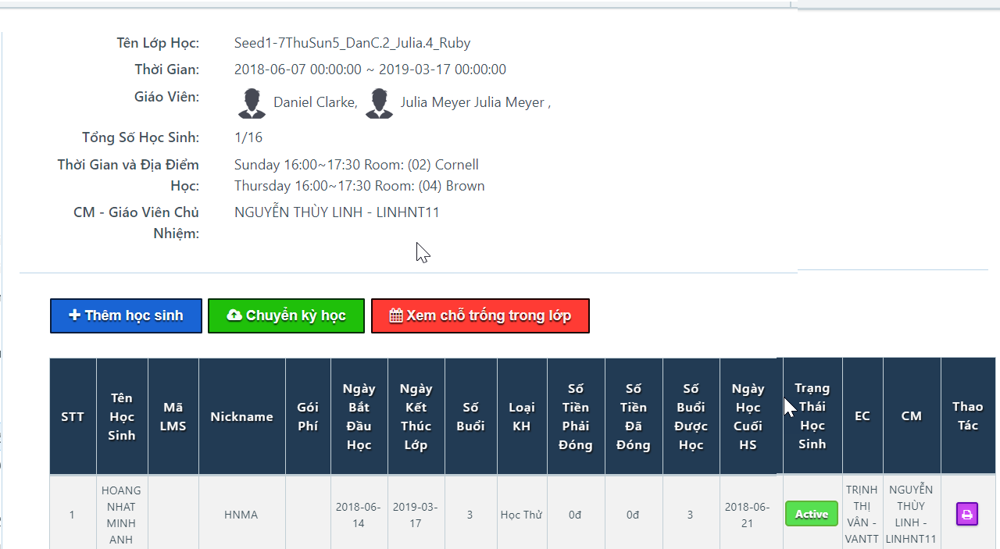 Tên Lớp Học: Seed1-7ThuSun5_DanC.2_Julia.4_Ruby
Thời Gian: 2018-06-07 00:00:00 ~ 2019-03-17 00:00:00
Giáo Viên: Daniel Clarke, Julia Meyer Julia Meyer ,
Tổng Số Học Sinh: 1/16
Thời Gian và Địa Điểm Sunday 16:00~17:30 Room: (02) Cornell
Học: Thursday 16:00~17:30 Room: (04) Brown
CM - Giáo Viên Chủ NGUYỄN THÙY LINH - LINHNT11
Nhiệm:
Thêm học sinh Chuyển kỳ học Xem chỗ trống trong lớp
STT
Tên
Học
Sinh
Mã
LMS
Nickname
Gói
Phí
Ngày
Bắt
Đầu
Học
Ngày
Kết
Thúc
Lớp
Số
Buổi
Loại
KH
Số
Tiền
Phải
Đóng
Số
Tiền
Đã
Đóng
Số
Buổi
Được
Học
Ngày
Học
Cuối
HS
Trạng
Thái
Học
Sinh
EC
CM
Thao
Tác
1
HOANG
NHAT
MINH
ANH
HNMA
2018-06-
14
2019-03-
17
3
Học Thử
0đ
0đ
3
2018-06-
21
Active
TRỊNH
THỊ
VÂN -
VANTT
NGUYỄN
THÙY
LINH -
LINHNT11